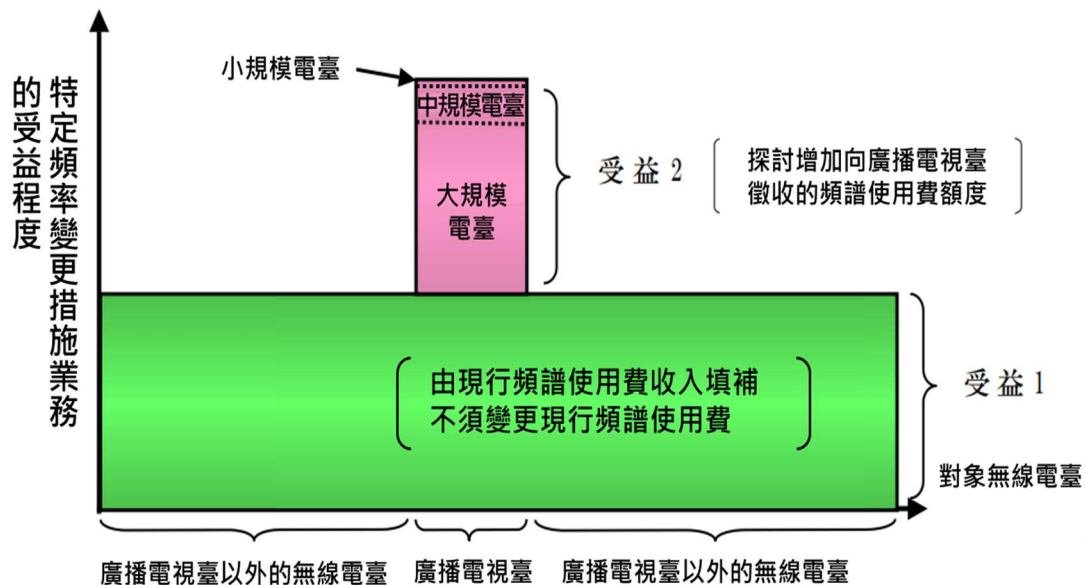 特定頻率變更措施業務
的受益程度
小規模電臺
中規模電臺
大規模
電臺
受益2
探討增加向廣播電視臺
徵收的頻譜使用費額度
由現行頻譜使用費收入填補
不須變更現行頻譜使用費
受益1
對象無線電臺
廣播電視臺以外的無線電臺
廣播電視臺
廣播電視臺以外的無線電臺